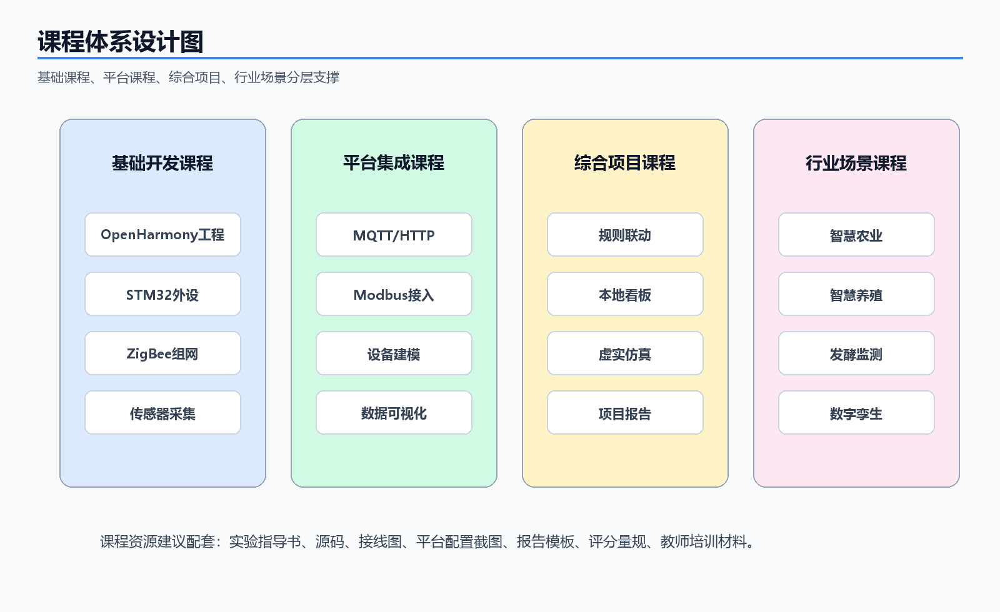 课程体系设计图
基础课程、平台课程、综合项目、行业场景分层支撑
基础开发课程
OpenHarmony工程
STM32外设
ZigBee组网
传感器采集
平台集成课程
MQTT/HTTP
Modbus接入
设备建模
数据可视化
综合项目课程
规则联动
本地看板
虚实仿真
项目报告
行业场景课程
智慧农业
智慧养殖
发酵监测
数字孪生
课程资源建议配套：实验指导书、源码、接线图、平台配置截图、报告模板、评分量规、教师培训材料。